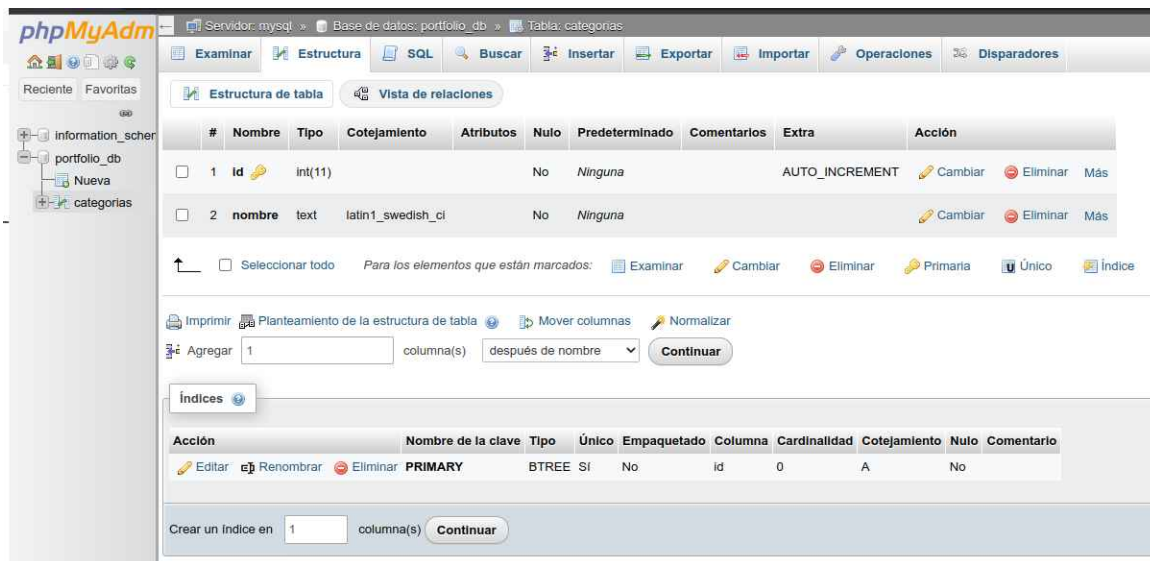 phpMyAdm
Servidor: mysql » Base de datos: portfolio_db » Tabla: categorias
Examinar Estructura SQL Buscar Insertar Exportar Importar Operaciones Disparadores
Reciente Favoritas
information_scher
portfolio_db
Nueva
categorias
Estructura de tabla Vista de relaciones
# Nombre Tipo Cotejamiento Atributos Nulo Predeterminado Comentarios Extra Acción
1 id int(11) No Ninguna AUTO_INCREMENT Cambiar Eliminar Más
2 nombre text latin1_swedish_ci No Ninguna Cambiar Eliminar Más
Seleccionar todo Para los elementos que están marcados: Examinar Cambiar Eliminar Primaria Único Índice
Imprimir Planteamiento de la estructura de tabla Mover columnas Normalizar
Agregar 1 columna(s) después de nombre Continuar
Índices
Acción Nombre de la clave Tipo Único Empaquetado Columna Cardinalidad Cotejamiento Nulo Comentario
Editar Renombrar Eliminar PRIMARY BTREE Sí No id 0 A No
Crear un índice en 1 columna(s) Continuar